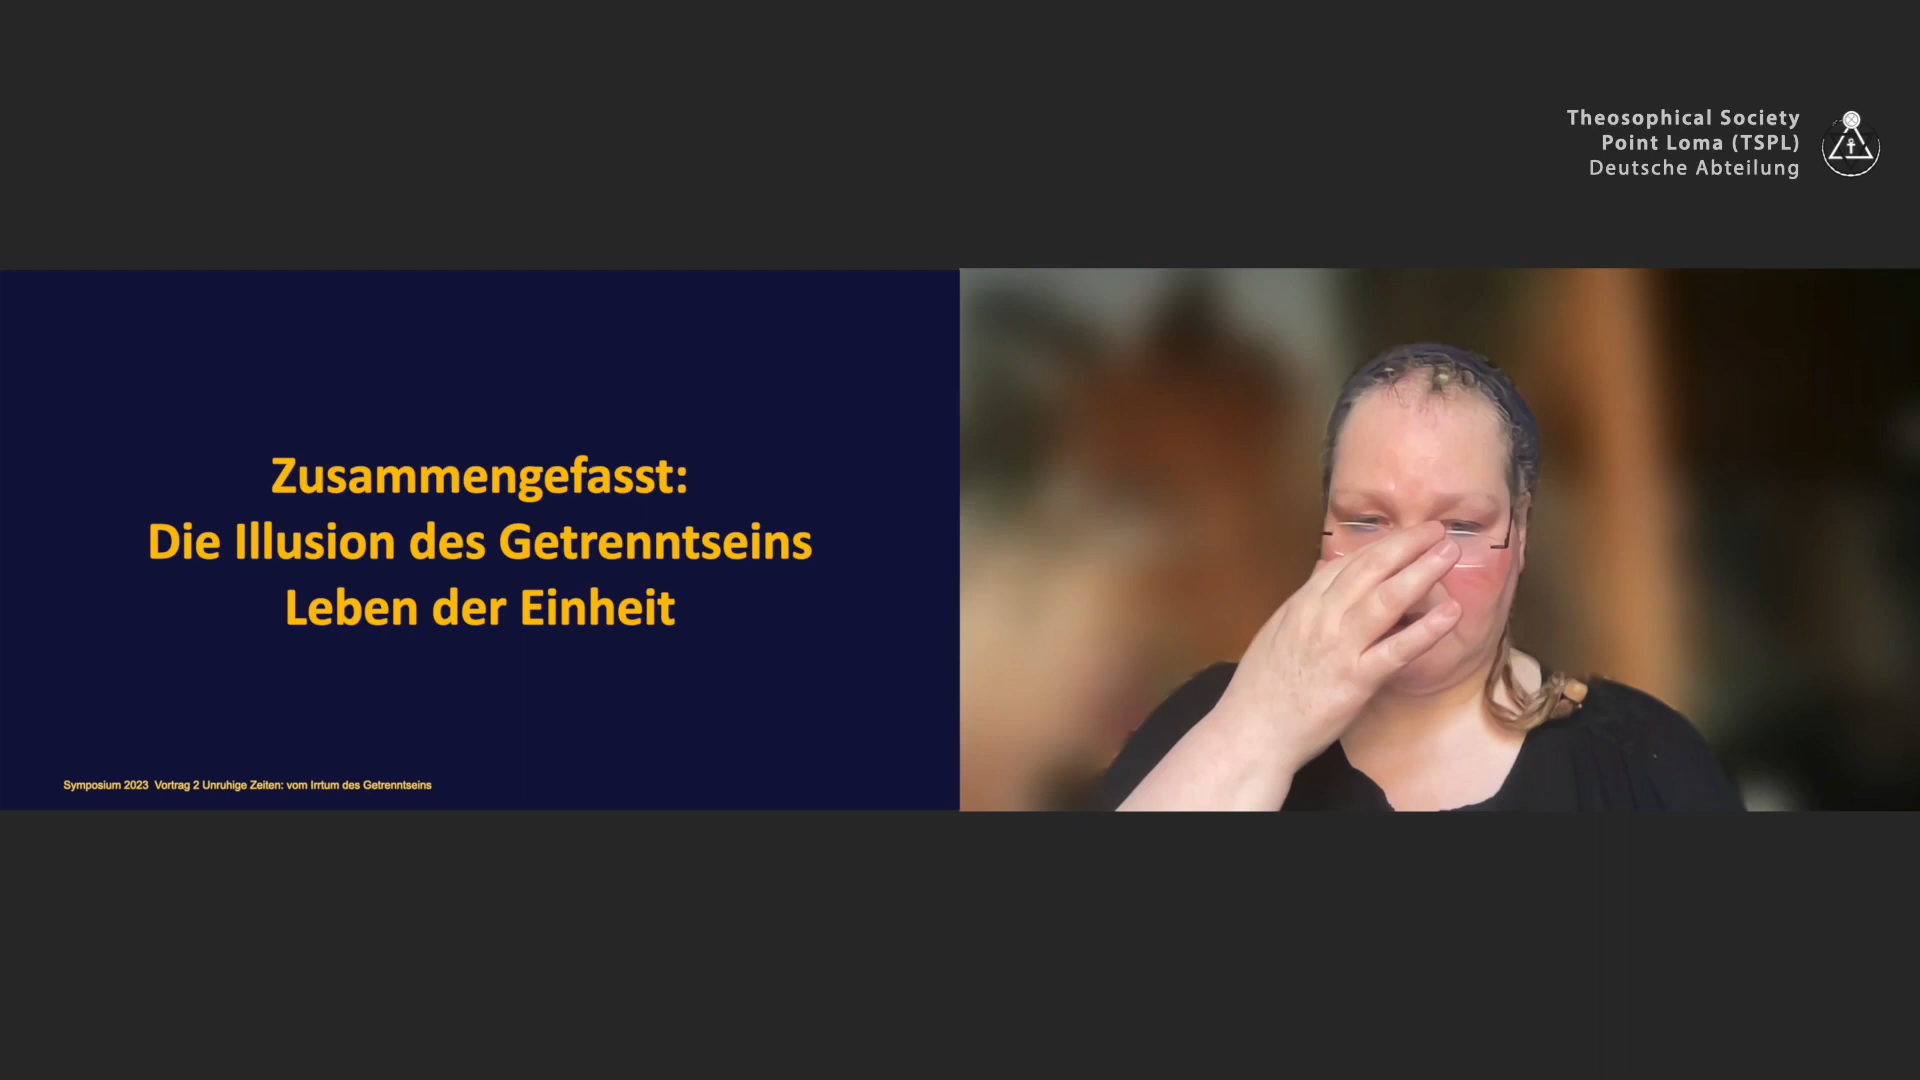 Theosophical Society
Point Loma (TSPL)
Deutsche Abteilung
Zusammengefasst:
Die Illusion des Getrenntseins
Leben der Einheit
Symposium 2023 Vortrag 2 Unruhige Zeiten: vom Irrtum des Getrenntseins